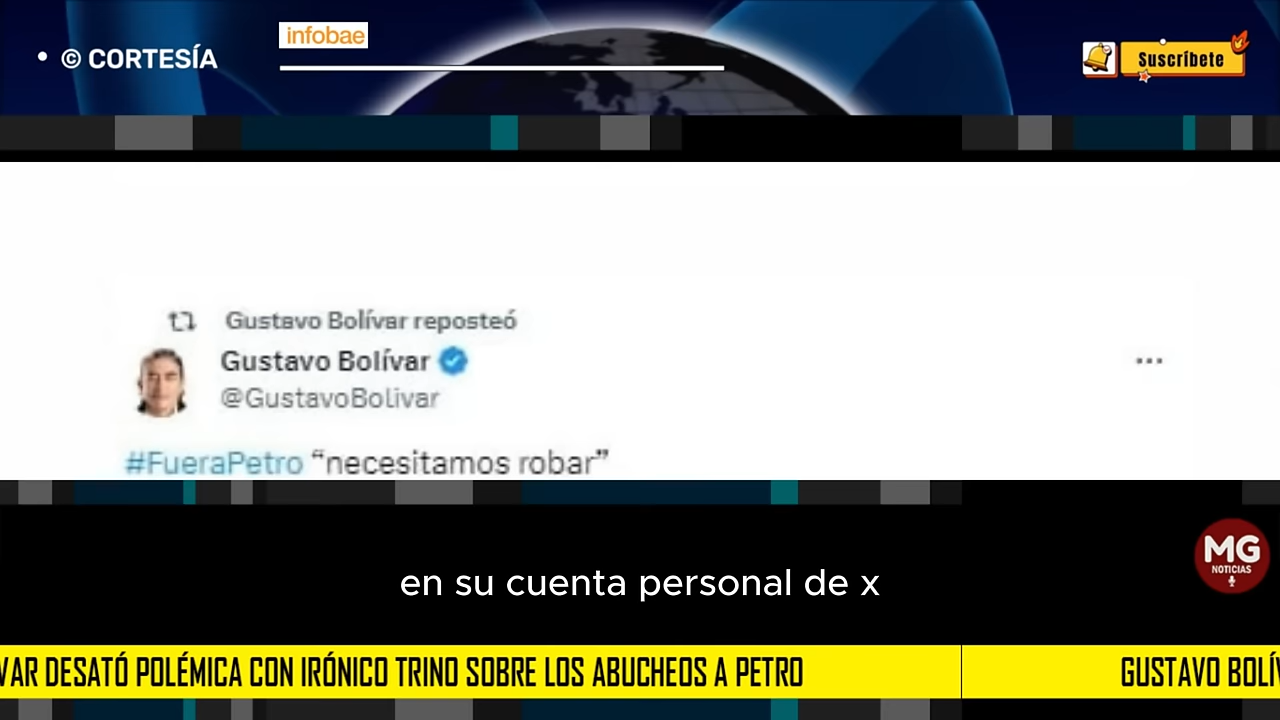 • © CORTESÍA
infobae
Suscríbete
Gustavo Bolívar reposteó
Gustavo Bolívar
@GustavoBolivar
#FueraPetro “necesitamos robar”
MG
NOTICIAS
en su cuenta personal de x
VAR DESATÓ POLÉMICA CON IRÓNICO TRINO SOBRE LOS ABUCHEOS A PETRO
GUSTAVO BOLÍV